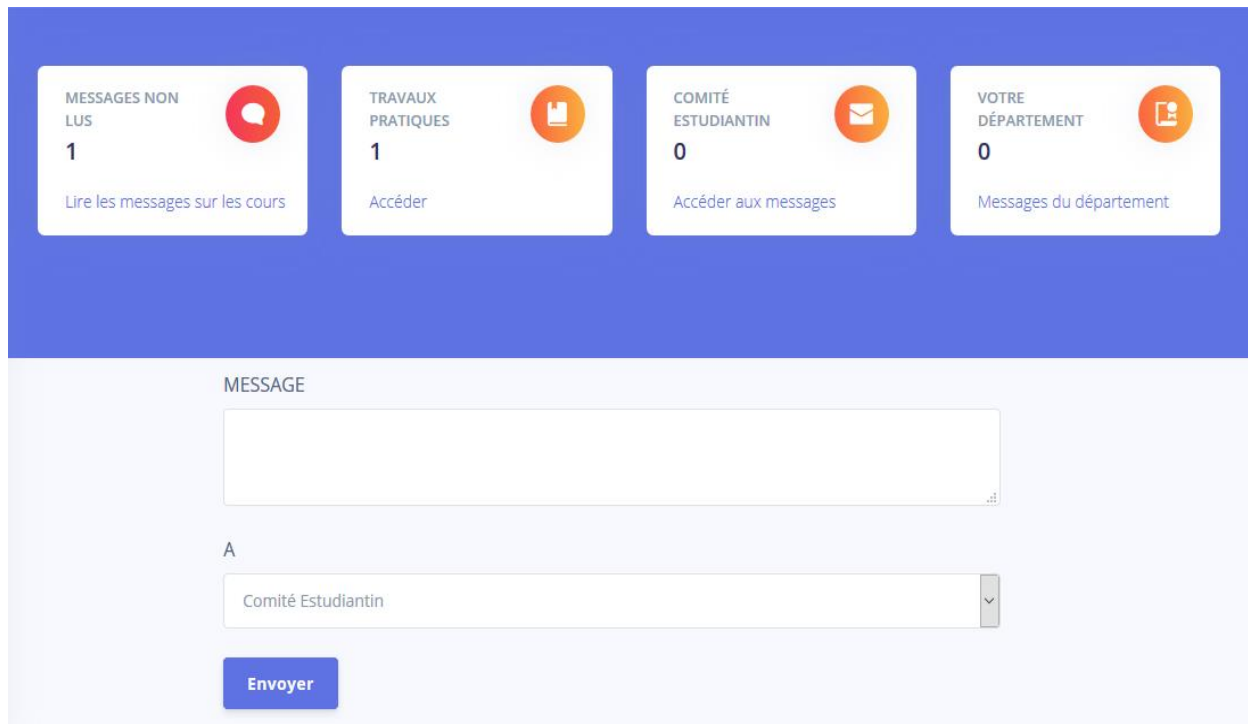 MESSAGES NON
LUS
1
Lire les messages sur les cours
TRAVAUX
PRATIQUES
1
Accéder
COMITÉ
ESTUDIANTIN
0
Accéder aux messages
VOTRE
DÉPARTEMENT
0
Messages du département
MESSAGE
A
Comité Estudiantin
Envoyer